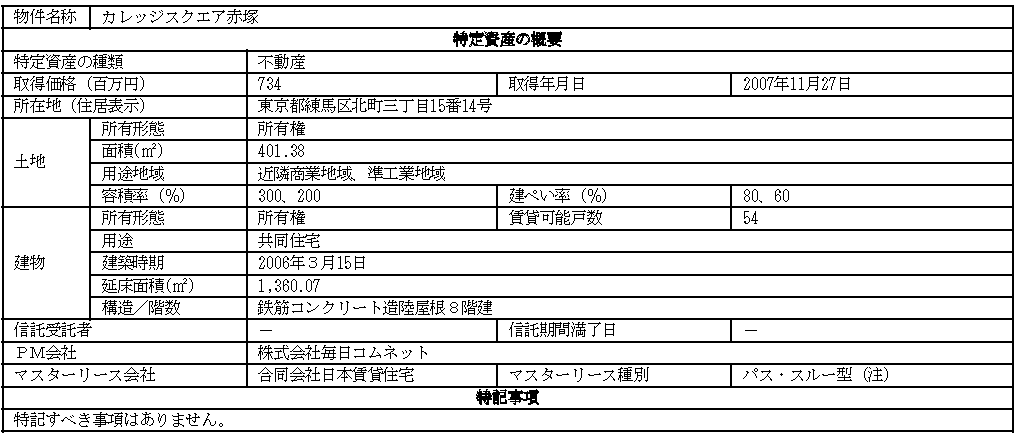 物件名称 カレッジスクエア赤塚
特定資産の概要
特定資産の種類 不動産
取得価格（百万円） 734 取得年月日 2007年11月27日
所在地（住居表示） 東京都練馬区北町三丁目15番14号
土地 所有形態 所有権
面積(㎡) 401.38
用途地域 近隣商業地域、準工業地域
容積率（％） 300、200 建ぺい率（％） 80、60
建物 所有形態 所有権 賃貸可能戸数 54
用途 共同住宅
建築時期 2006年３月15日
延床面積(㎡) 1,360.07
構造／階数 鉄筋コンクリート造陸屋根８階建
信託受託者 － 信託期間満了日 －
ＰＭ会社 株式会社毎日コムネット
マスターリース会社 合同会社日本賃貸住宅 マスターリース種別 パス・スルー型（注）
特記事項
特記すべき事項はありません。